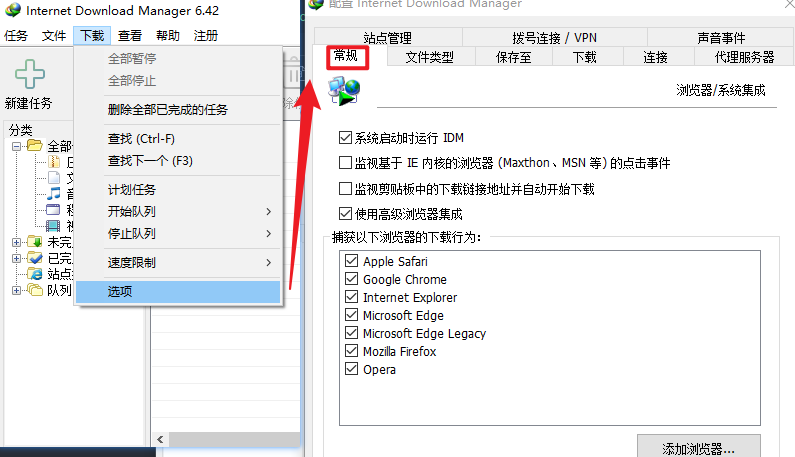 Internet Download Manager 6.42
任务 文件 下载 查看 帮助 注册
新建任务
分类
全部
未完
已完
站点
队列
全部暂停
全部停止
删除全部已完成的任务
查找 (Ctrl-F)
查找下一个 (F3)
计划任务
开始队列
停止队列
速度限制
选项
配置 Internet Download Manager
站点管理 拨号连接 / VPN 声音事件
常规 文件类型 保存至 下载 连接 代理服务器
浏览器/系统集成
系统启动时运行 IDM
监视基于 IE 内核的浏览器 (Maxthon、MSN 等) 的点击事件
监视剪贴板中的下载链接地址并自动开始下载
使用高级浏览器集成
捕获以下浏览器的下载行为:
Apple Safari
Google Chrome
Internet Explorer
Microsoft Edge
Microsoft Edge Legacy
Mozilla Firefox
Opera
添加浏览器...